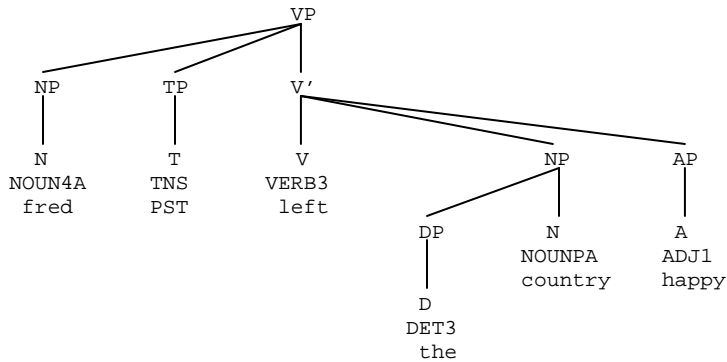 VP
NP TP V'
N T V NP AP
NOUN4A TNS VERB3
fred PST left
DP N A
NOUNPA ADJ1
country happy
D
DET3
the